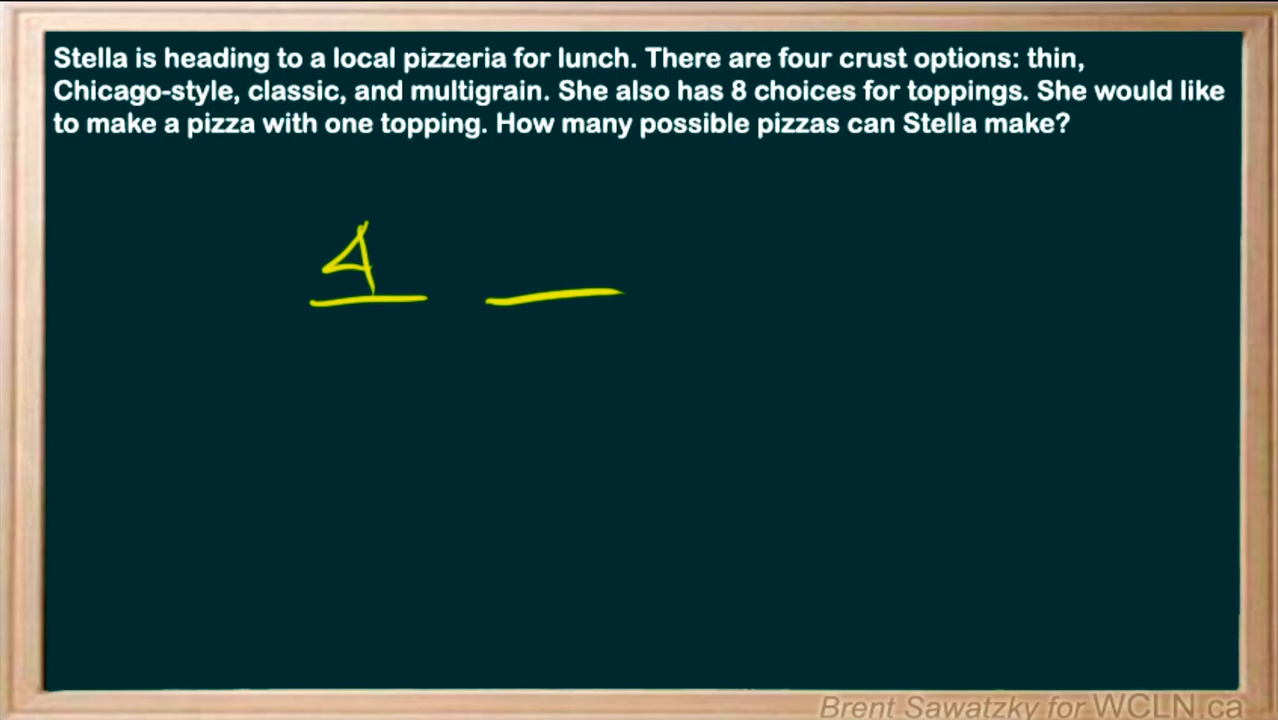 Stella is heading to a local pizzeria for lunch. There are four crust options: thin,
Chicago-style, classic, and multigrain. She also has 8 choices for toppings. She would like
to make a pizza with one topping. How many possible pizzas can Stella make?
4
Brent Sawatzky for WCLN.ca